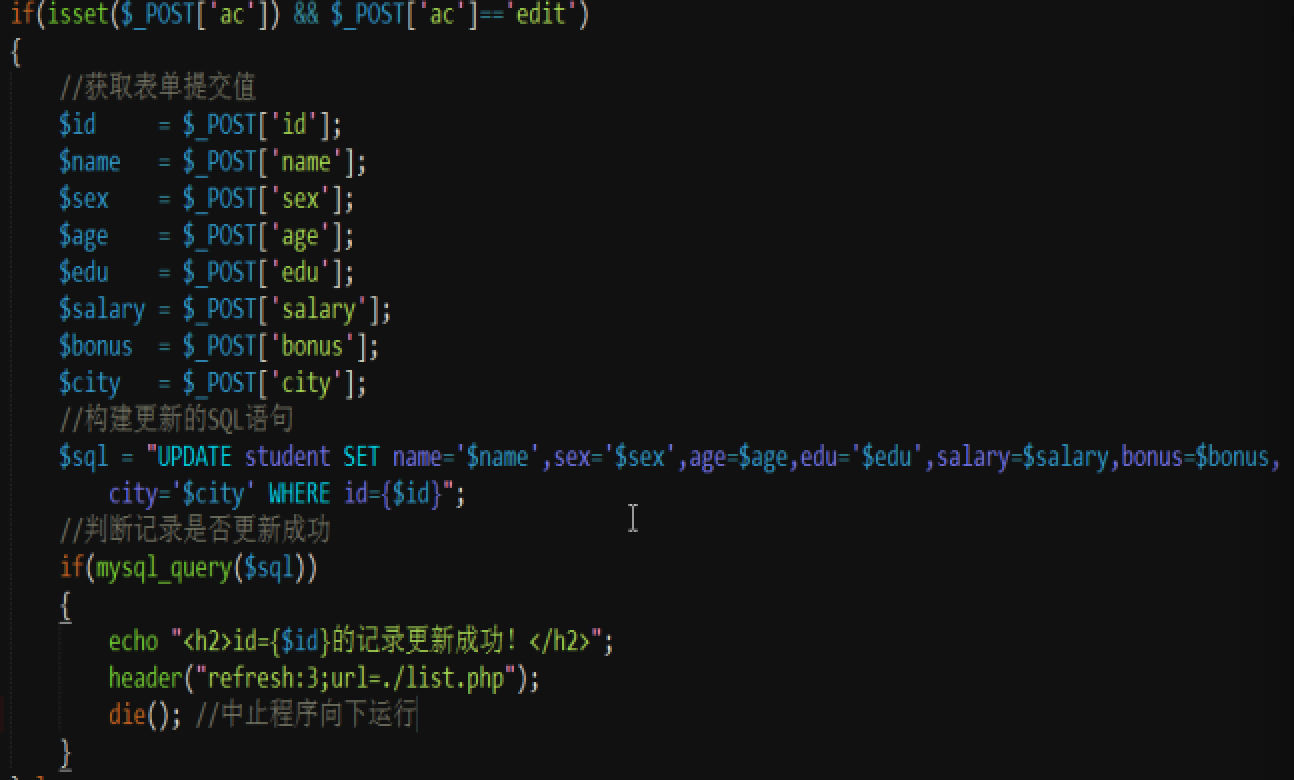 if(isset($_POST['ac']) && $_POST['ac']=='edit')
{
//获取表单提交值
$id = $_POST['id'];
$name = $_POST['name'];
$sex = $_POST['sex'];
$age = $_POST['age'];
$edu = $_POST['edu'];
$salary = $_POST['salary'];
$bonus = $_POST['bonus'];
$city = $_POST['city'];
//构建更新的SQL语句
$sql = "UPDATE student SET name='$name',sex='$sex',age=$age,edu='$edu',salary=$salary,bonus=$bonus,
city='$city' WHERE id={$id}";
//判断记录是否更新成功
if(mysql_query($sql))
{
echo "<h2>id={$id}的记录更新成功！</h2>";
header("refresh:3;url=./list.php");
die(); //中止程序向下运行
}